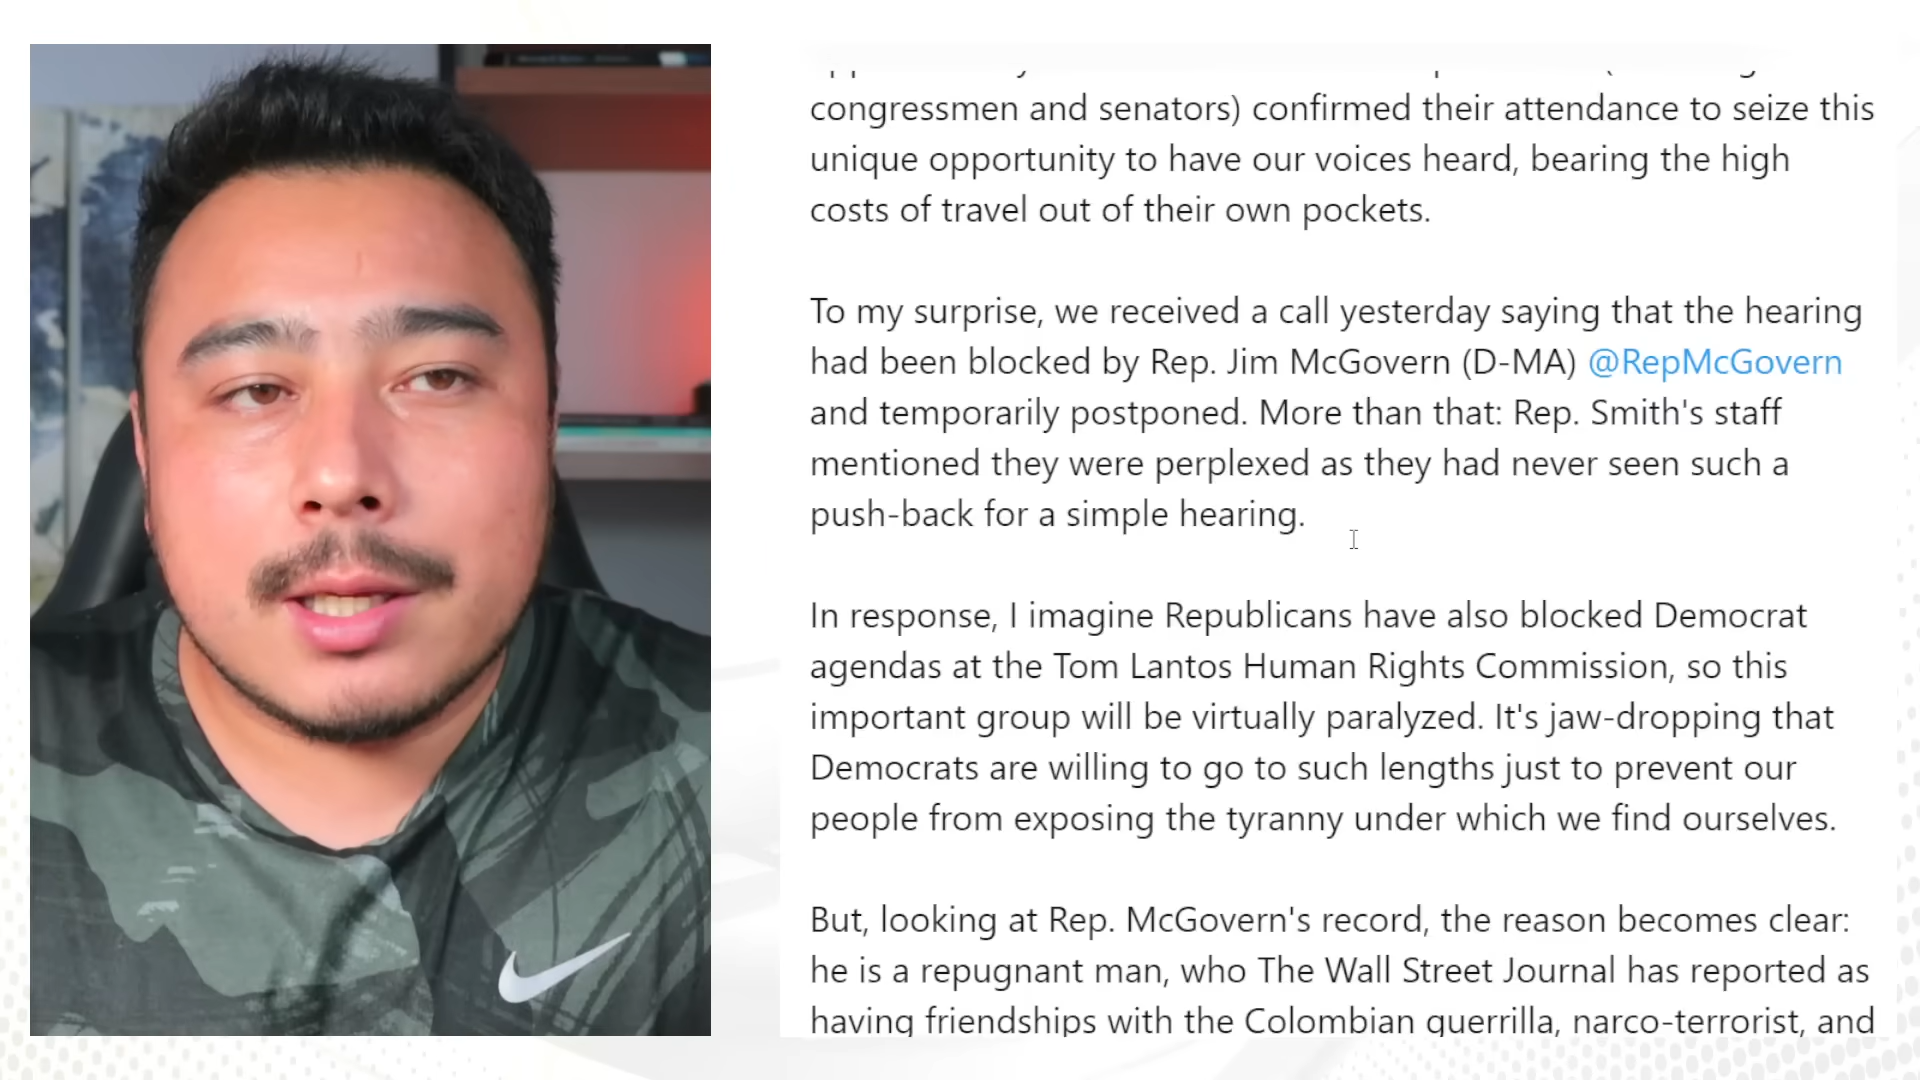 congressmen and senators) confirmed their attendance to seize this
unique opportunity to have our voices heard, bearing the high
costs of travel out of their own pockets.
To my surprise, we received a call yesterday saying that the hearing
had been blocked by Rep. Jim McGovern (D-MA) @RepMcGovern
and temporarily postponed. More than that: Rep. Smith's staff
mentioned they were perplexed as they had never seen such a
push-back for a simple hearing.
In response, I imagine Republicans have also blocked Democrat
agendas at the Tom Lantos Human Rights Commission, so this
important group will be virtually paralyzed. It's jaw-dropping that
Democrats are willing to go to such lengths just to prevent our
people from exposing the tyranny under which we find ourselves.
But, looking at Rep. McGovern's record, the reason becomes clear:
he is a repugnant man, who The Wall Street Journal has reported as
having friendships with the Colombian guerrilla, narco-terrorist, and